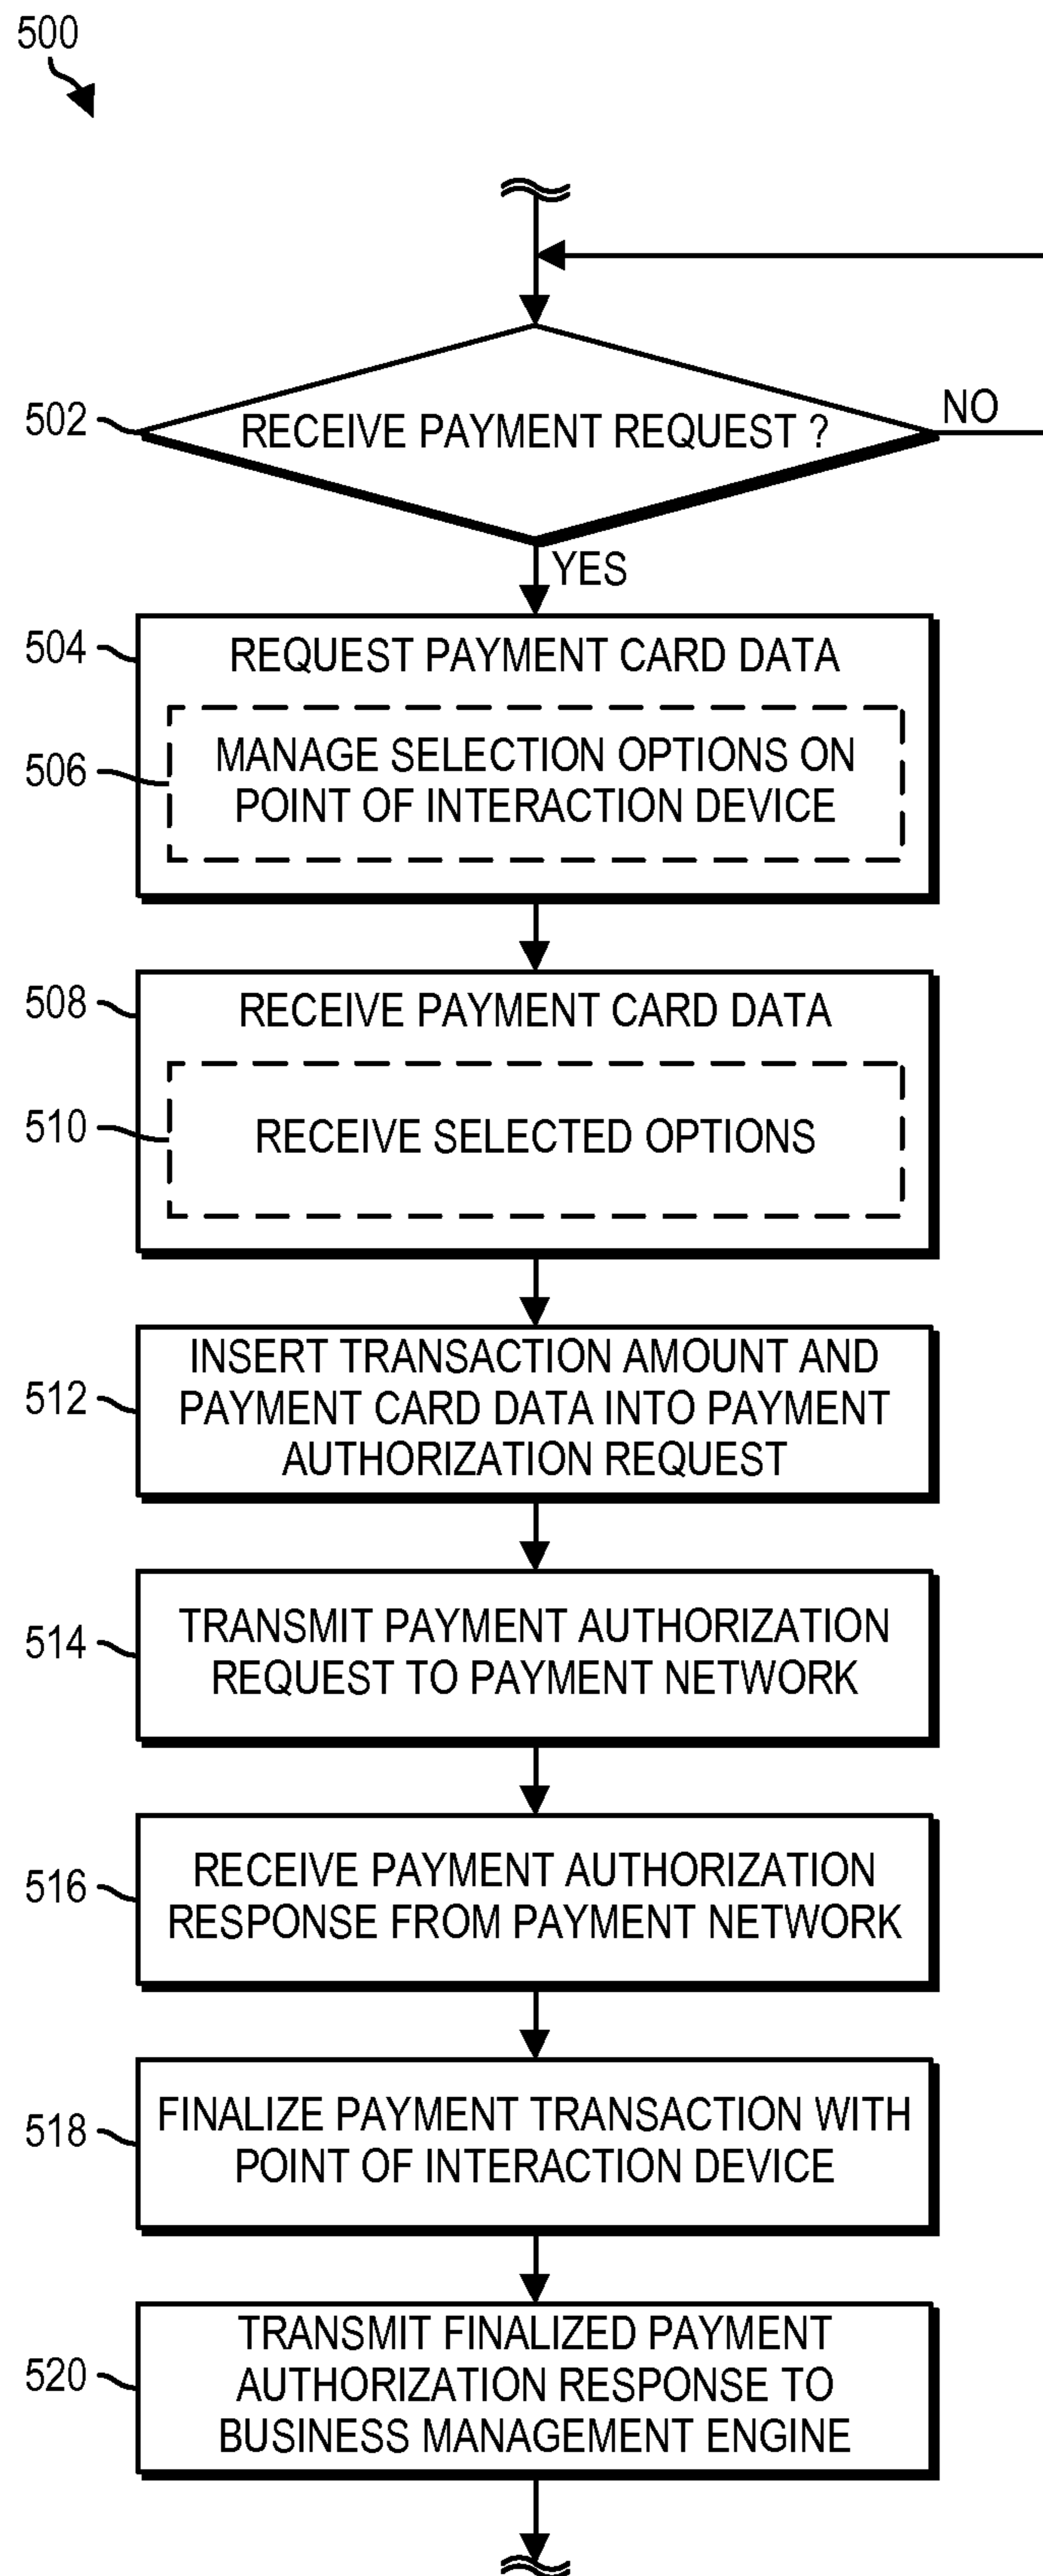 500
502
RECEIVE PAYMENT REQUEST ?
NO
YES
504
REQUEST PAYMENT CARD DATA
506
MANAGE SELECTION OPTIONS ON
POINT OF INTERACTION DEVICE
508
RECEIVE PAYMENT CARD DATA
510
RECEIVE SELECTED OPTIONS
512
INSERT TRANSACTION AMOUNT AND
PAYMENT CARD DATA INTO PAYMENT
AUTHORIZATION REQUEST
514
TRANSMIT PAYMENT AUTHORIZATION
REQUEST TO PAYMENT NETWORK
516
RECEIVE PAYMENT AUTHORIZATION
RESPONSE FROM PAYMENT NETWORK
518
FINALIZE PAYMENT TRANSACTION WITH
POINT OF INTERACTION DEVICE
520
TRANSMIT FINALIZED PAYMENT
AUTHORIZATION RESPONSE TO
BUSINESS MANAGEMENT ENGINE